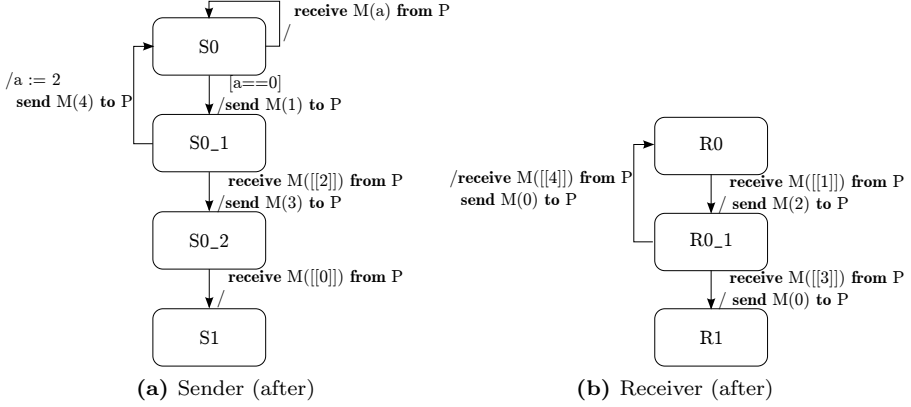 receive M(a) from P
/
S0
/a := 2
send M(4) to P
[a==0]
/send M(1) to P
S0_1
receive M([[2]]) from P
/send M(3) to P
S0_2
receive M([[0]]) from P
/
S1
(a) Sender (after)
R0
/receive M([[4]]) from P
send M(0) to P
receive M([[1]]) from P
/ send M(2) to P
R0_1
receive M([[3]]) from P
/ send M(0) to P
R1
(b) Receiver (after)